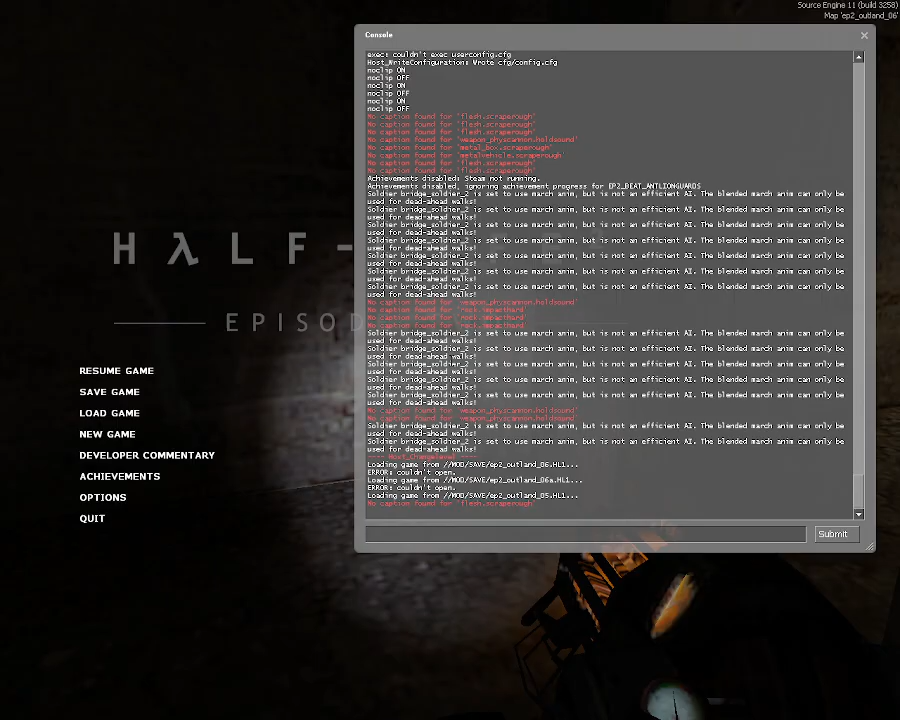 Source Engine 11 (build 3258)
Map 'ep2_outland_06'
Console
exec: couldn't exec userconfig.cfg
Host_WriteConfiguration: Wrote cfg/config.cfg
noclip ON
noclip OFF
noclip ON
noclip OFF
noclip ON
noclip OFF
No caption found for 'flesh.scraperough'
No caption found for 'flesh.scraperough'
No caption found for 'flesh.scraperough'
No caption found for 'weapon_physcannon.holdsound'
No caption found for 'metal_box.scraperough'
No caption found for 'metalvehicle.scraperough'
No caption found for 'flesh.scraperough'
No caption found for 'flesh.scraperough'
Achievements disabled: Steam not running.
Achievements disabled, ignoring achievement progress for EP2_BEAT_ANTLIONGUARDS
Soldier bridge_soldier_2 is set to use march anim, but is not an efficient AI. The blended march anim can only be
used for dead-ahead walks!
Soldier bridge_soldier_2 is set to use march anim, but is not an efficient AI. The blended march anim can only be
used for dead-ahead walks!
Soldier bridge_soldier_2 is set to use march anim, but is not an efficient AI. The blended march anim can only be
used for dead-ahead walks!
Soldier bridge_soldier_2 is set to use march anim, but is not an efficient AI. The blended march anim can only be
used for dead-ahead walks!
Soldier bridge_soldier_2 is set to use march anim, but is not an efficient AI. The blended march anim can only be
used for dead-ahead walks!
Soldier bridge_soldier_2 is set to use march anim, but is not an efficient AI. The blended march anim can only be
used for dead-ahead walks!
Soldier bridge_soldier_2 is set to use march anim, but is not an efficient AI. The blended march anim can only be
used for dead-ahead walks!
No caption found for 'weapon_physcannon.holdsound'
No caption found for 'rock.impacthard'
No caption found for 'rock.impacthard'
No caption found for 'rock.impacthard'
Soldier bridge_soldier_2 is set to use march anim, but is not an efficient AI. The blended march anim can only be
used for dead-ahead walks!
Soldier bridge_soldier_2 is set to use march anim, but is not an efficient AI. The blended march anim can only be
used for dead-ahead walks!
Soldier bridge_soldier_2 is set to use march anim, but is not an efficient AI. The blended march anim can only be
used for dead-ahead walks!
Soldier bridge_soldier_2 is set to use march anim, but is not an efficient AI. The blended march anim can only be
used for dead-ahead walks!
Soldier bridge_soldier_2 is set to use march anim, but is not an efficient AI. The blended march anim can only be
used for dead-ahead walks!
No caption found for 'weapon_physcannon.holdsound'
No caption found for 'weapon_physcannon.holdsound'
Soldier bridge_soldier_2 is set to use march anim, but is not an efficient AI. The blended march anim can only be
used for dead-ahead walks!
Soldier bridge_soldier_2 is set to use march anim, but is not an efficient AI. The blended march anim can only be
used for dead-ahead walks!
---- Host_Changelevel ----
Loading game from //MOD/SAVE/ep2_outland_06.HL1...
ERROR: couldn't open.
Loading game from //MOD/SAVE/ep2_outland_06a.HL1...
ERROR: couldn't open.
Loading game from //MOD/SAVE/ep2_outland_05.HL1...
No caption found for 'flesh.scraperough'
Submit
HλLF-
EPISOD
RESUME GAME
SAVE GAME
LOAD GAME
NEW GAME
DEVELOPER COMMENTARY
ACHIEVEMENTS
OPTIONS
QUIT